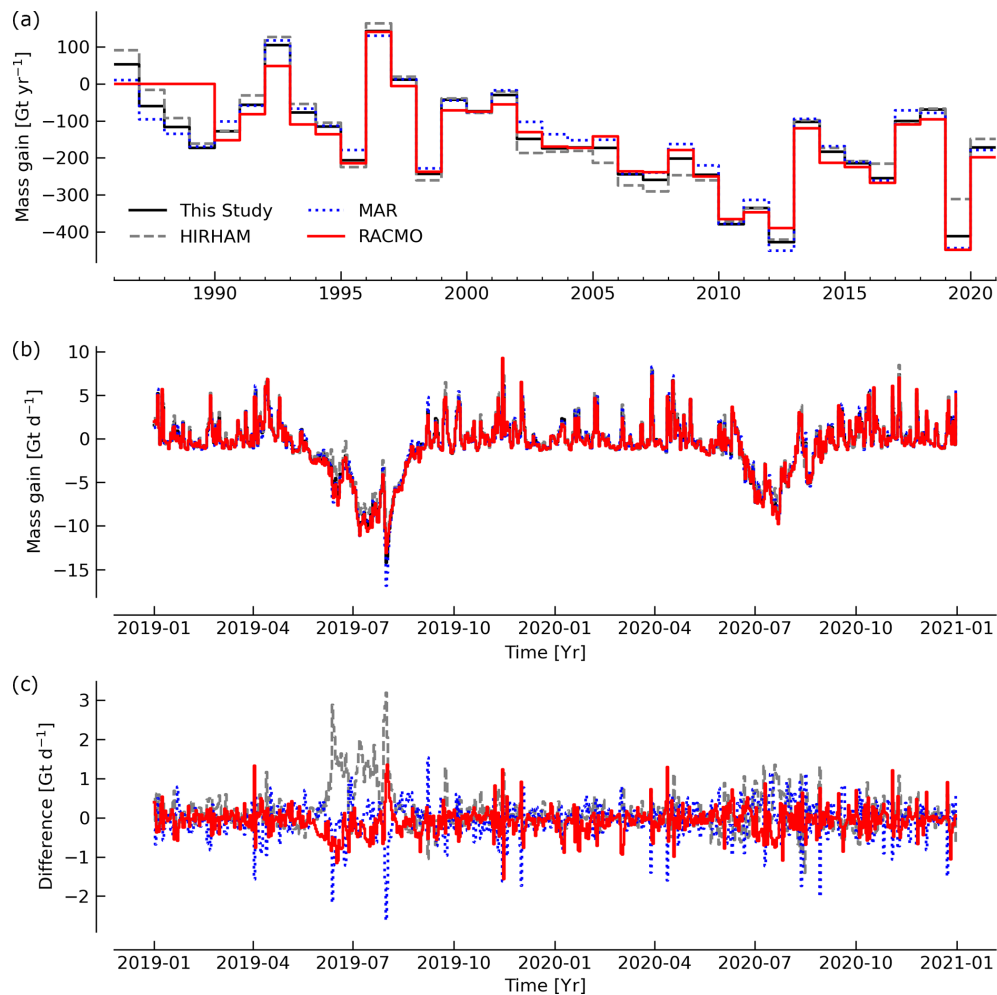 (a)
Mass gain [Gt yr⁻¹]
100
0
−100
−200
−300
−400
This Study
HIRHAM
MAR
RACMO
1990
1995
2000
2005
2010
2015
2020
(b)
Mass gain [Gt d⁻¹]
10
5
0
−5
−10
−15
2019-01 2019-04 2019-07 2019-10 2020-01 2020-04 2020-07 2020-10 2021-01
Time [Yr]
(c)
Difference [Gt d⁻¹]
3
2
1
0
−1
−2
2019-01 2019-04 2019-07 2019-10 2020-01 2020-04 2020-07 2020-10 2021-01
Time [Yr]